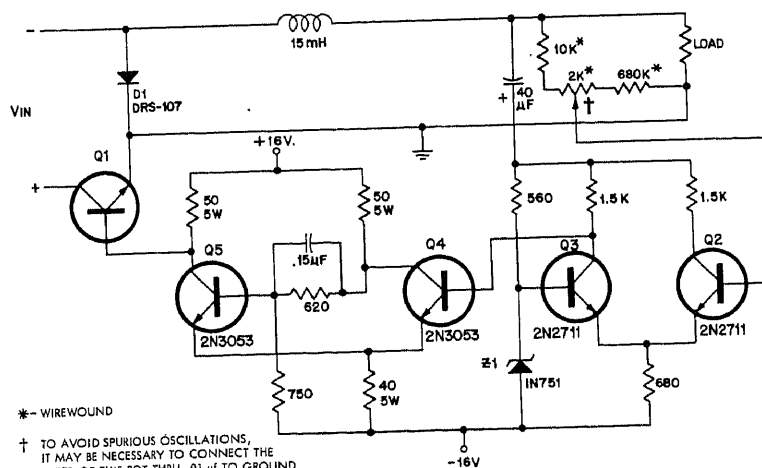 -
15mH
10K*
LOAD
2K*
680K*
†
+
40
µF
D1
DRS-107
VIN
+16V.
Q1
+
50
5W
50
5W
560
1.5K
1.5K
Q5
.15µF
Q4
Q3
Q2
620
2N3053
2N3053
2N2711
2N2711
Z1
IN751
750
40
5W
680
-16V
*- WIREWOUND
† TO AVOID SPURIOUS OSCILLATIONS,
IT MAY BE NECESSARY TO CONNECT THE